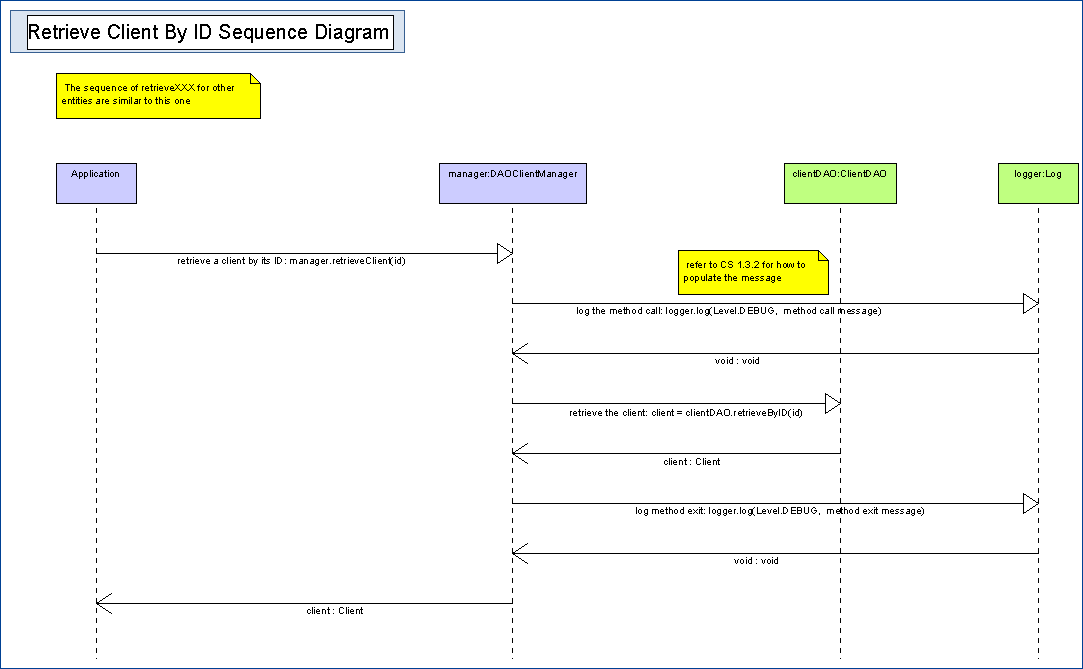 Retrieve Client By ID Sequence Diagram
The sequence of retrieveXXX for other
entities are similar to this one
Application
manager:DAOClientManager
clientDAO:ClientDAO
logger:Log
retrieve a client by its ID: manager.retrieveClient(id)
refer to CS 1.3.2 for how to
populate the message
log the method call: logger.log(Level.DEBUG,  method call message)
void : void
retrieve the client: client = clientDAO.retrieveByID(id)
client : Client
log method exit: logger.log(Level.DEBUG,  method exit message)
void : void
client : Client